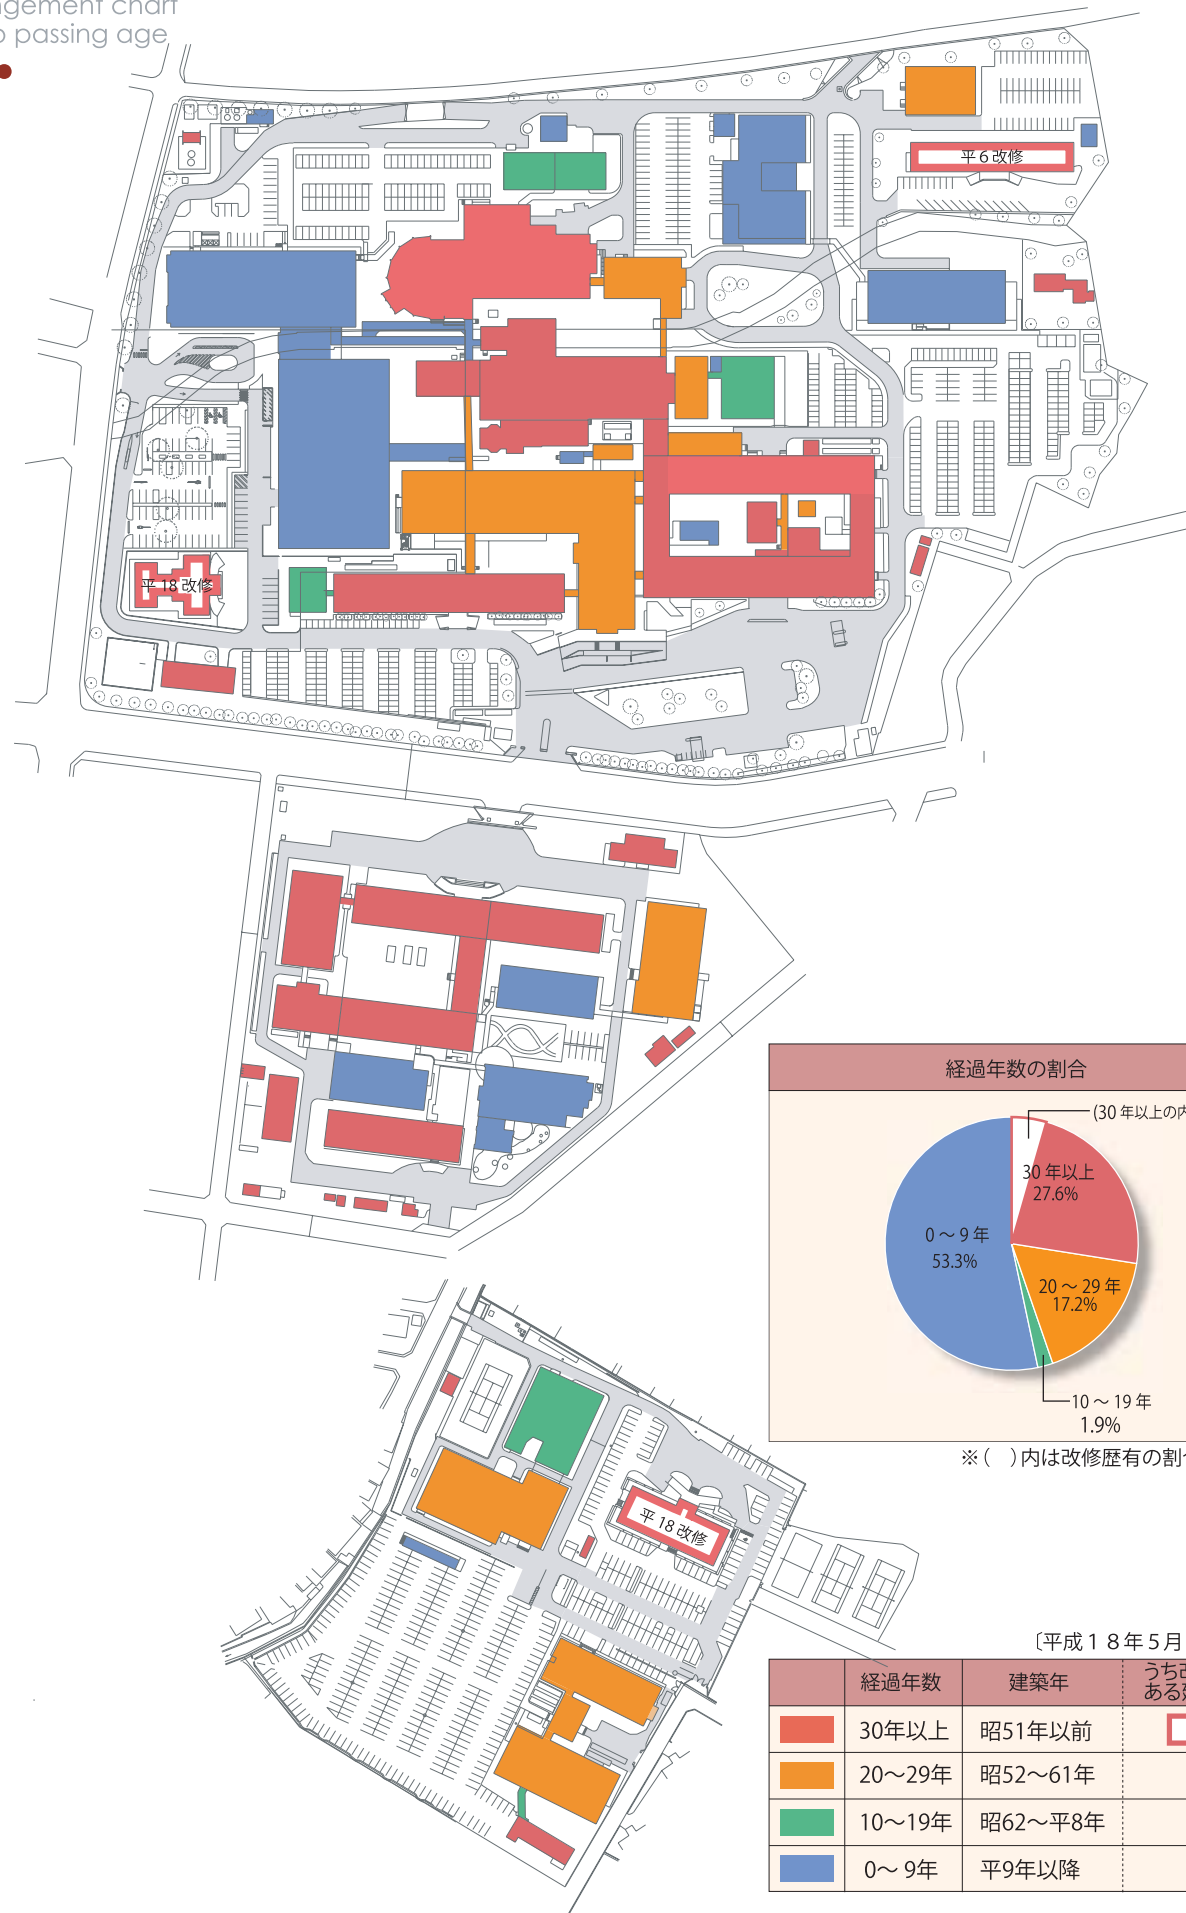 ngement chart
passing age
平6改修
平18改修
経過年数の割合
(30年以上の内
30年以上
27.6%
0～9年
53.3%
20～29年
17.2%
10～19年
1.9%
※(　)内は改修歴有の割
平18改修
〔平成18年5月
経過年数 建築年 うち
ある
30年以上 昭51年以前
20～29年 昭52～61年
10～19年 昭62～平8年
0～9年 平9年以降